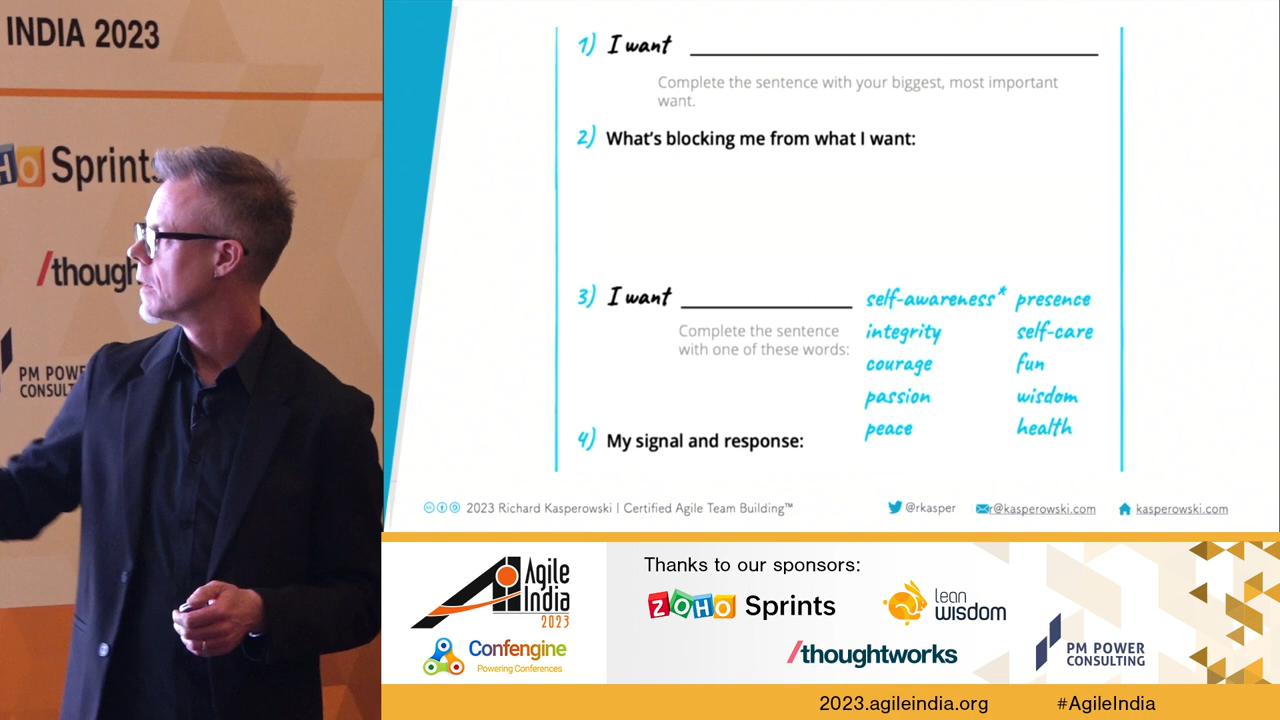 INDIA 2023
HO Sprints
/though
PM POWE
CONSULT
1) I want
Complete the sentence with your biggest, most important
want.
2) What's blocking me from what I want:
3) I want
Complete the sentence
with one of these words:
self-awareness* presence
integrity self-care
courage fun
passion wisdom
peace health
4) My signal and response:
2023 Richard Kasperowski | Certified Agile Team Building™
@rkasper
r@kasperowski.com
kasperowski.com
Agile
India
2023
Confengine
Powering Conferences
Thanks to our sponsors:
ZOHO Sprints
lean
wisdom
/thoughtworks
PM POWER
CONSULTING
2023.agileindia.org
#AgileIndia